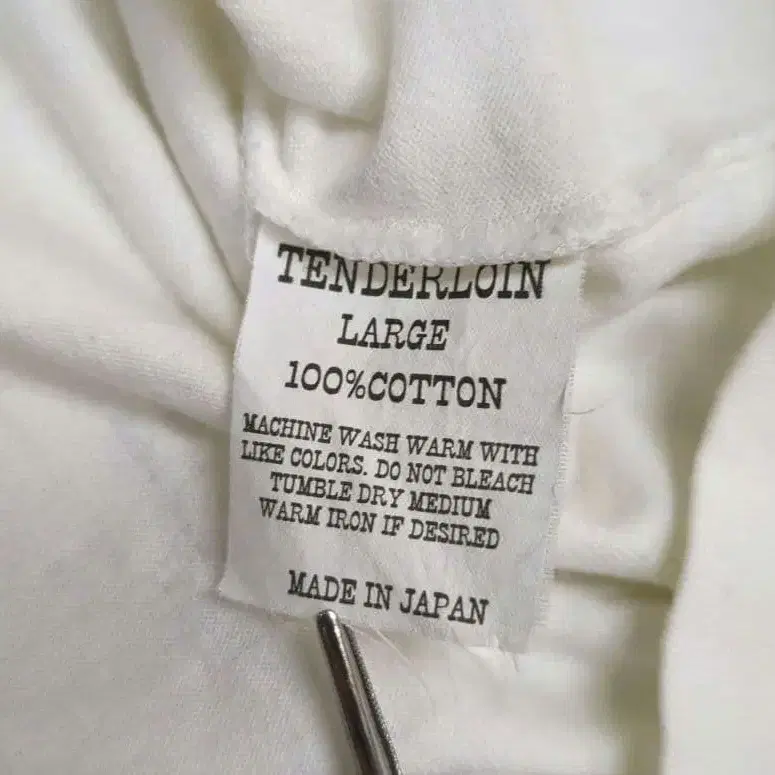 TENDERLOIN
LARGE
100%COTTON
MACHINE WASH WARM WITH
LIKE COLORS. DO NOT BLEACH
TUMBLE DRY MEDIUM
WARM IRON IF DESIRED
MADE IN JAPAN